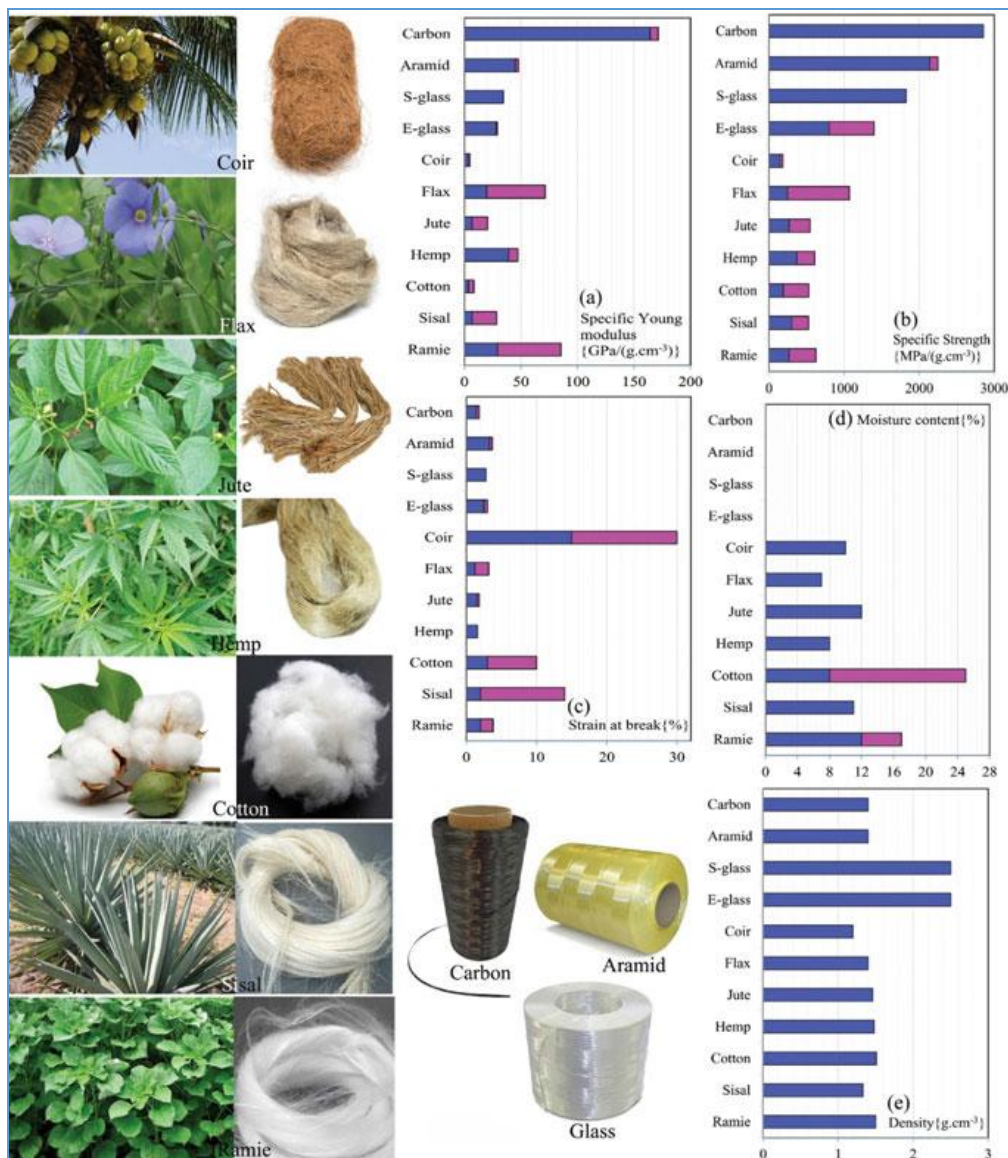 Coir
Flax
Jute
Hemp
Cotton
Sisal
Ramie
Carbon
Aramid
S-glass
E-glass
Coir
Flax
Jute
Hemp
Cotton
Sisal
Ramie
(a)
Specific Young
modulus
{GPa/(g.cm⁻³)}
0 50 100 150 200
Carbon
Aramid
S-glass
E-glass
Coir
Flax
Jute
Hemp
Cotton
Sisal
Ramie
(b)
Specific Strength
{MPa/(g.cm⁻³)}
0 1000 2000 3000
Carbon
Aramid
S-glass
E-glass
Coir
Flax
Jute
Hemp
Cotton
Sisal
Ramie
(c)
Strain at break{%}
0 10 20 30
(d) Moisture content{%}
Carbon
Aramid
S-glass
E-glass
Coir
Flax
Jute
Hemp
Cotton
Sisal
Ramie
0 4 8 12 16 20 24 28
Carbon
Aramid
Glass
Carbon
Aramid
S-glass
E-glass
Coir
Flax
Jute
Hemp
Cotton
Sisal
Ramie
(e)
Density{g.cm⁻³}
0 1 2 3